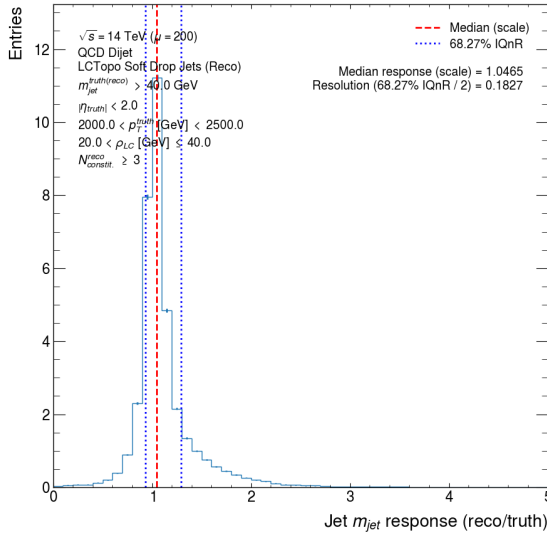 Entries
√s = 14 TeV (μ = 200)
QCD Dijet
LCTopo Soft Drop Jets (Reco)
m_jet^truth(reco) > 40.0 GeV
|η_truth| < 2.0
2000.0 < p_T^truth [GeV] < 2500.0
20.0 < ρ_LC [GeV] ≤ 40.0
N_constit.^reco ≥ 3
Median (scale)
68.27% IQnR
Median response (scale) = 1.0465
Resolution (68.27% IQnR / 2) = 0.1827
12
10
8
6
4
2
0
0 1 2 3 4 5
Jet m_jet response (reco/truth)